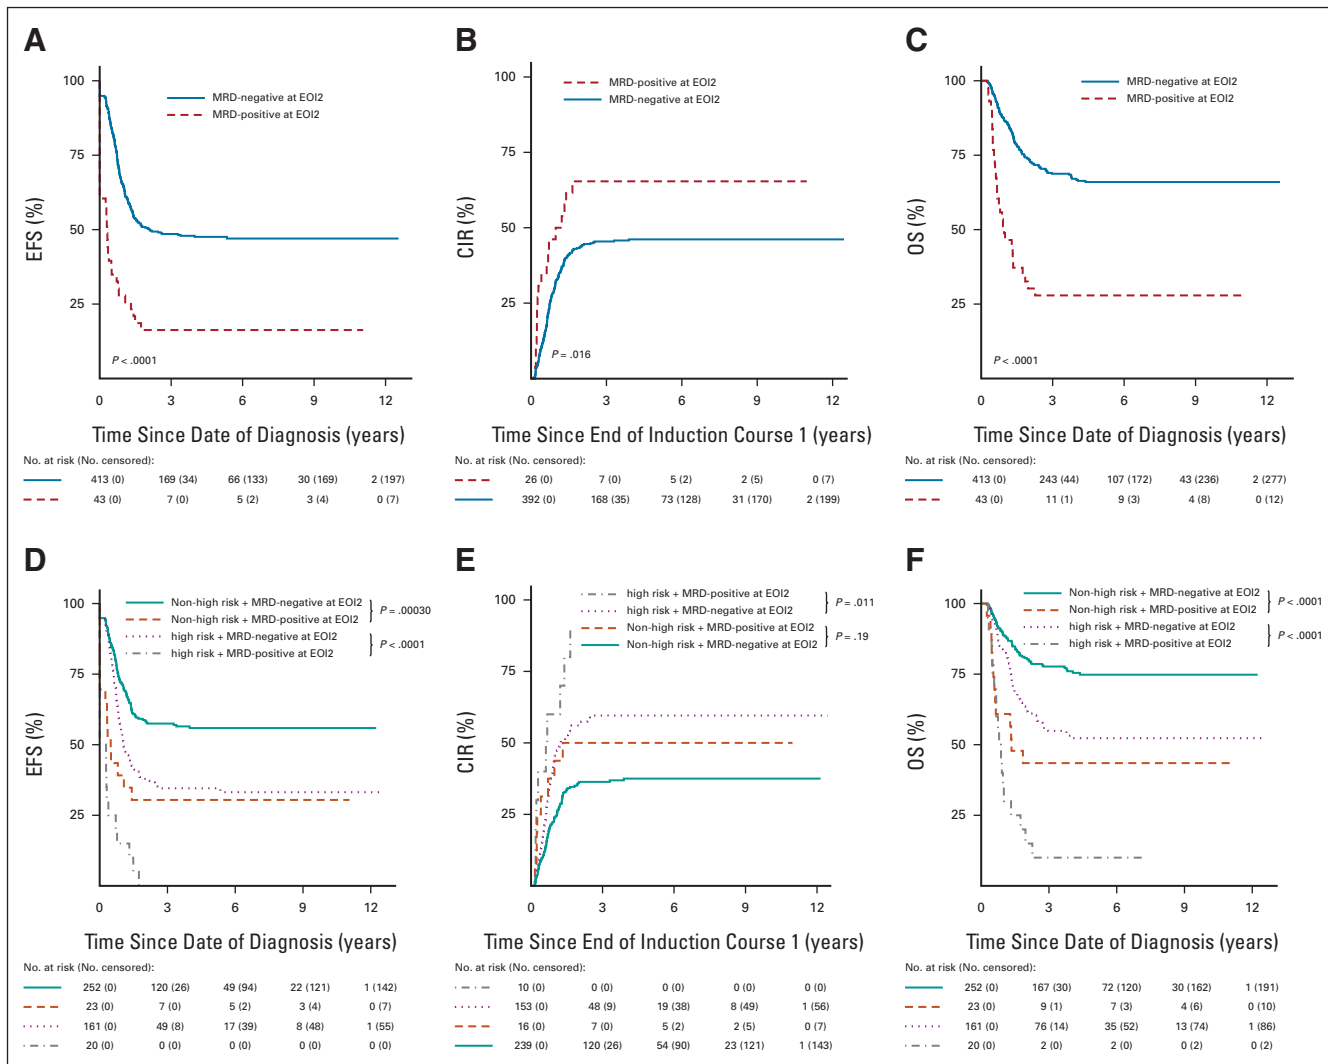 A
MRD-negative at EOI2
MRD-positive at EOI2
100
75
50
25
EFS (%)
P < .0001
0 3 6 9 12
Time Since Date of Diagnosis (years)
No. at risk (No. censored):
413 (0) 169 (34) 66 (133) 30 (169) 2 (197)
43 (0) 7 (0) 5 (2) 3 (4) 0 (7)
B
MRD-positive at EOI2
MRD-negative at EOI2
100
75
50
25
CIR (%)
P = .016
0 3 6 9 12
Time Since End of Induction Course 1 (years)
No. at risk (No. censored):
26 (0) 7 (0) 5 (2) 2 (5) 0 (7)
392 (0) 168 (35) 73 (128) 31 (170) 2 (199)
C
MRD-negative at EOI2
MRD-positive at EOI2
100
75
50
25
OS (%)
P < .0001
0 3 6 9 12
Time Since Date of Diagnosis (years)
No. at risk (No. censored):
413 (0) 243 (44) 107 (172) 43 (236) 2 (277)
43 (0) 11 (1) 9 (3) 4 (8) 0 (12)
D
Non-high risk + MRD-negative at EOI2
Non-high risk + MRD-positive at EOI2
P = .00030
high risk + MRD-negative at EOI2
high risk + MRD-positive at EOI2
P < .0001
100
75
50
25
EFS (%)
0 3 6 9 12
Time Since Date of Diagnosis (years)
No. at risk (No. censored):
252 (0) 120 (26) 49 (94) 22 (121) 1 (142)
23 (0) 7 (0) 5 (2) 3 (4) 0 (7)
161 (0) 49 (8) 17 (39) 8 (48) 1 (55)
20 (0) 0 (0) 0 (0) 0 (0) 0 (0)
E
high risk + MRD-positive at EOI2
high risk + MRD-negative at EOI2
P = .011
Non-high risk + MRD-positive at EOI2
Non-high risk + MRD-negative at EOI2
P = .19
100
75
50
25
CIR (%)
0 3 6 9 12
Time Since End of Induction Course 1 (years)
No. at risk (No. censored):
10 (0) 0 (0) 0 (0) 0 (0) 0 (0)
153 (0) 48 (9) 19 (38) 8 (49) 1 (56)
16 (0) 7 (0) 5 (2) 2 (5) 0 (7)
239 (0) 120 (26) 54 (90) 23 (121) 1 (143)
F
Non-high risk + MRD-negative at EOI2
Non-high risk + MRD-positive at EOI2
P < .0001
high risk + MRD-negative at EOI2
high risk + MRD-positive at EOI2
P < .0001
100
75
50
25
OS (%)
0 3 6 9 12
Time Since Date of Diagnosis (years)
No. at risk (No. censored):
252 (0) 167 (30) 72 (120) 30 (162) 1 (191)
23 (0) 9 (1) 7 (3) 4 (6) 0 (10)
161 (0) 76 (14) 35 (52) 13 (74) 1 (86)
20 (0) 2 (0) 2 (0) 0 (2) 0 (2)